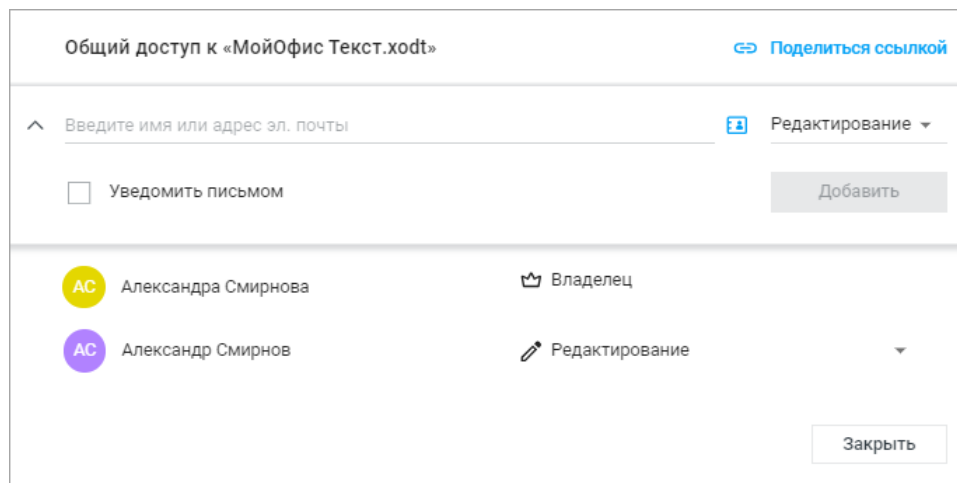 Общий доступ к «МойОфис Текст.xodt» Поделиться ссылкой
Введите имя или адрес эл. почты Редактирование
Уведомить письмом Добавить
АС Александра Смирнова Владелец
АС Александр Смирнов Редактирование
Закрыть